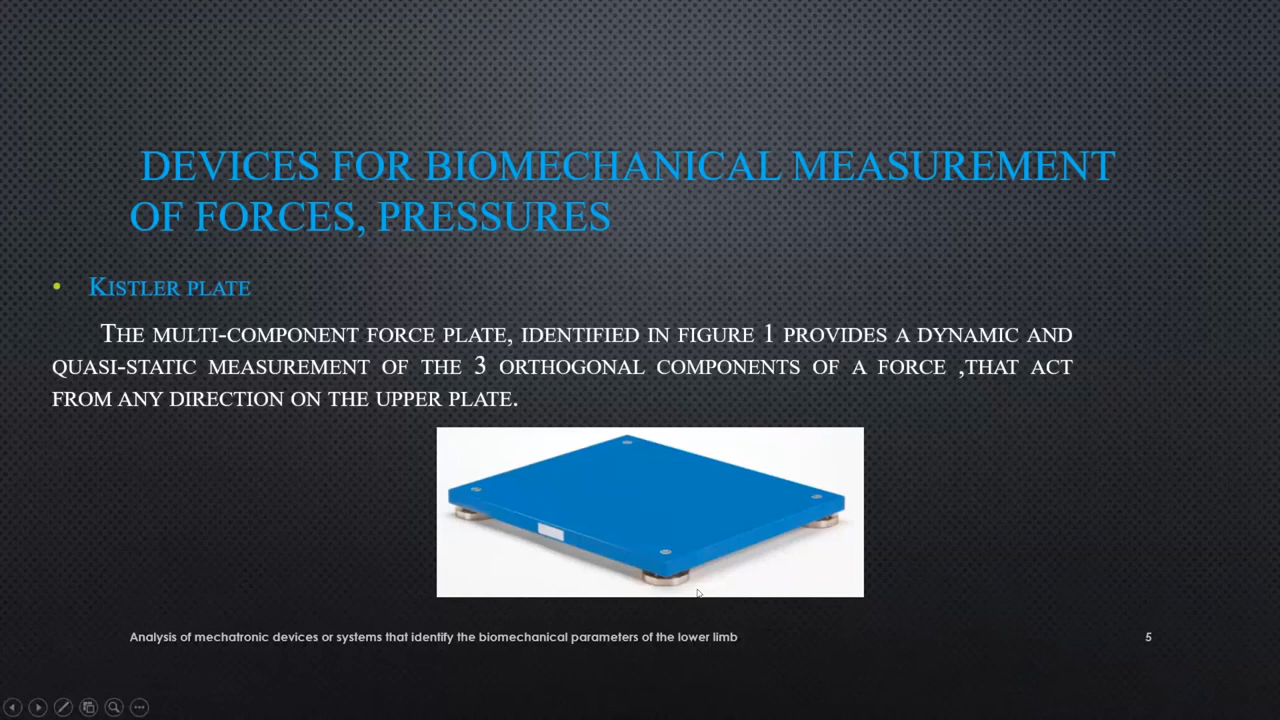 DEVICES FOR BIOMECHANICAL MEASUREMENT
OF FORCES, PRESSURES
• KISTLER PLATE
THE MULTI-COMPONENT FORCE PLATE, IDENTIFIED IN FIGURE 1 PROVIDES A DYNAMIC AND
QUASI-STATIC MEASUREMENT OF THE 3 ORTHOGONAL COMPONENTS OF A FORCE ,THAT ACT
FROM ANY DIRECTION ON THE UPPER PLATE.
Analysis of mechatronic devices or systems that identify the biomechanical parameters of the lower limb
5